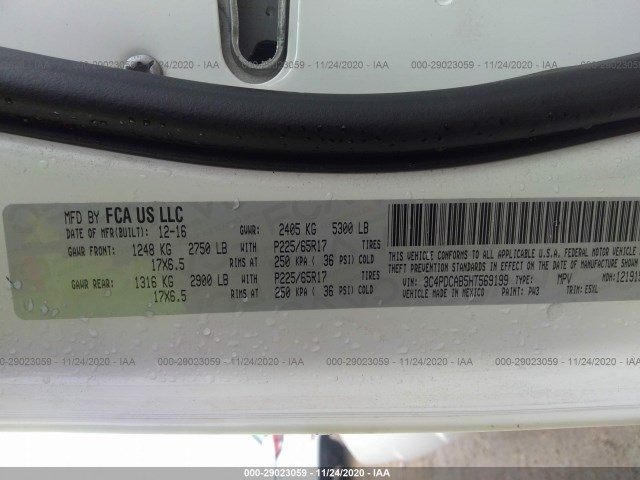 000-29023059 - 11/24/2020 - IAA
000-29023059 - 11/24/2020 - IAA
MFD BY FCA US LLC
DATE OF MFR(BUILT): 12-16 GVWR: 2405 KG 5300 LB
GAWR FRONT: 1248 KG 2750 LB WITH P225/65R17 TIRES
17X6.5 RIMS AT 250 KPA ( 36 PSI) COLD
GAWR REAR: 1316 KG 2900 LB WITH P225/65R17 TIRES
17X6.5 RIMS AT 250 KPA ( 36 PSI) COLD
THIS VEHICLE CONFORMS TO ALL APPLICABLE U.S.A. FEDERAL MOTOR VEHICLE
THEFT PREVENTION STANDARDS IN EFFECT ON THE DATE OF MANUFACTURE SHOWN
VIN: 3C4PDCAB5HT569199 TYPE: MPV MDH:
VEHICLE MADE IN MEXICO PAINT: PW3 TRIM: E5XL
11/24/2020 - IAA
000-29023059 - 11/24/2020 - IAA
000-29023059 - 11/24/2020 - IAA
000-29023059 - 11/24/2020 - IAA